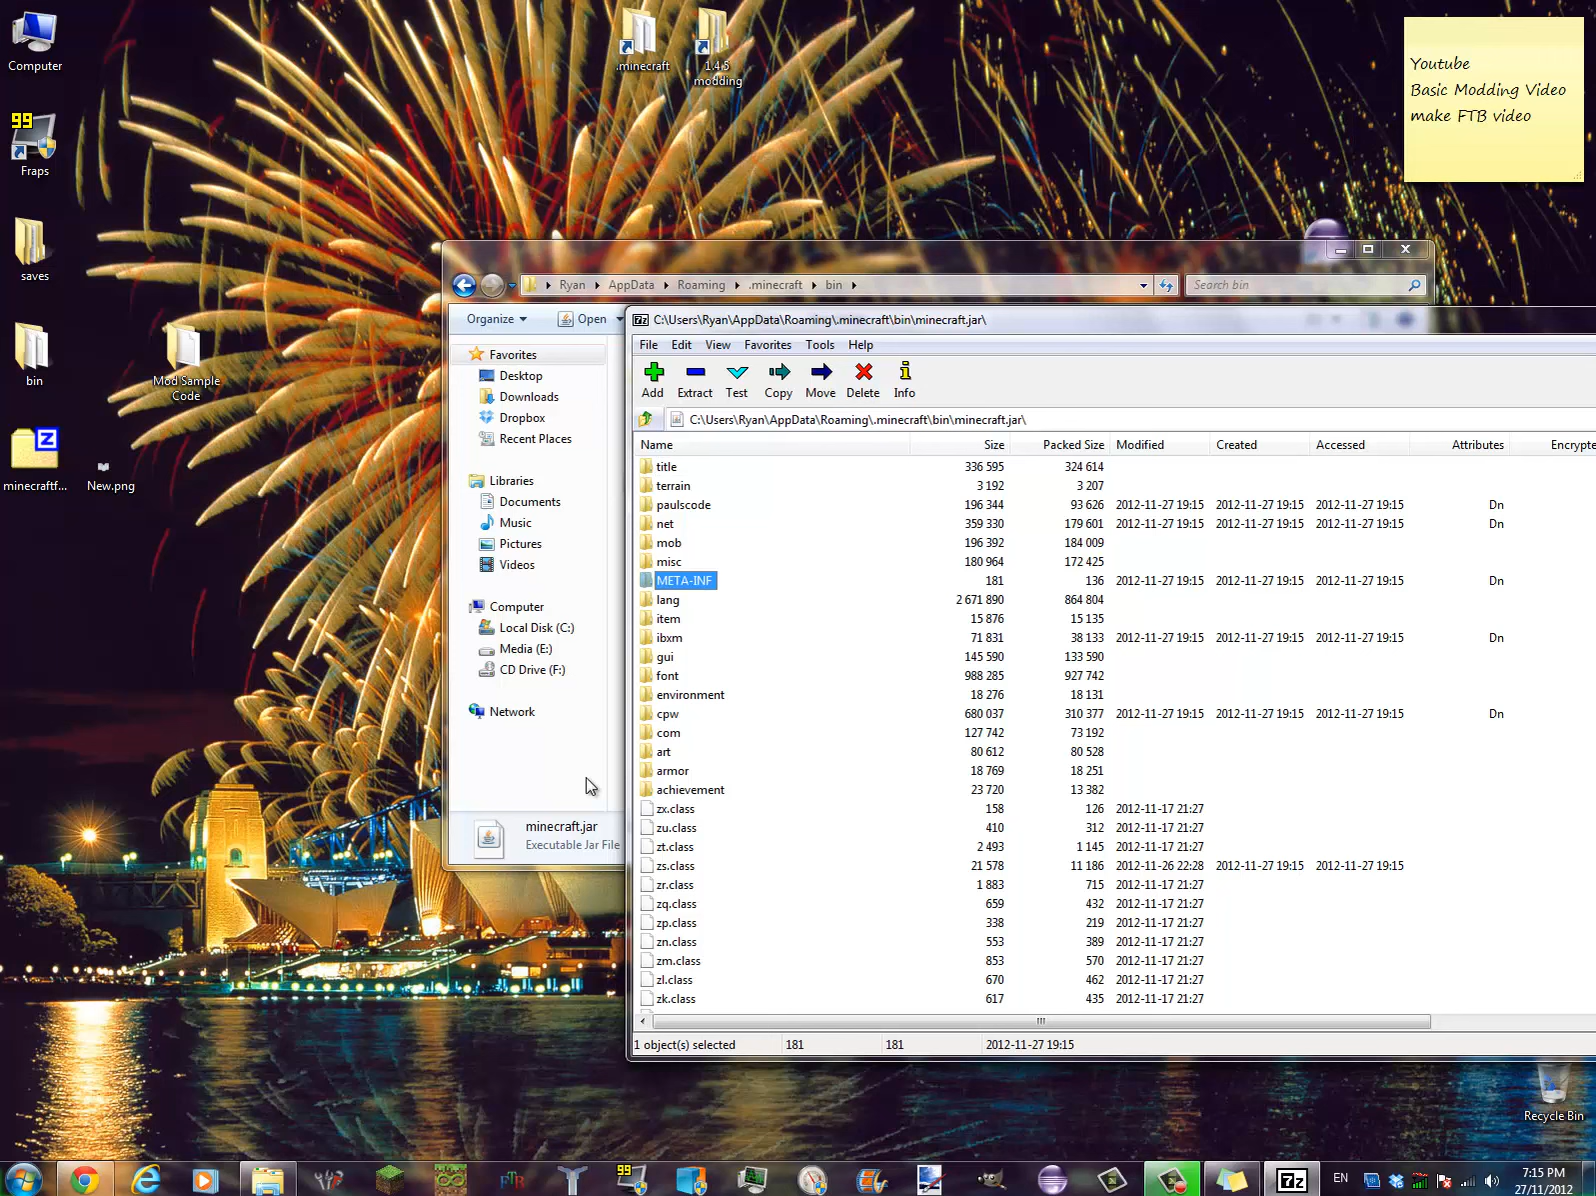 Computer
99
Fraps
saves
bin
Mod Sample
Code
minecraftf...
New.png
.minecraft
1.4.5
modding
Youtube
Basic Modding Video
make FTB video
Ryan AppData Roaming .minecraft bin
Search bin
Organize Open
Favorites
Desktop
Downloads
Dropbox
Recent Places
Libraries
Documents
Music
Pictures
Videos
Computer
Local Disk (C:)
Media (E:)
CD Drive (F:)
Network
minecraft.jar
Executable Jar File
7z C:\Users\Ryan\AppData\Roaming\.minecraft\bin\minecraft.jar\
File Edit View Favorites Tools Help
Add Extract Test Copy Move Delete Info
C:\Users\Ryan\AppData\Roaming\.minecraft\bin\minecraft.jar\
Name Size Packed Size Modified Created Accessed Attributes Encrypte
title 336 595 324 614
terrain 3 192 3 207
paulscode 196 344 93 626 2012-11-27 19:15 2012-11-27 19:15 2012-11-27 19:15 Dn
net 359 330 179 601 2012-11-27 19:15 2012-11-27 19:15 2012-11-27 19:15 Dn
mob 196 392 184 009
misc 180 964 172 425
META-INF 181 136 2012-11-27 19:15 2012-11-27 19:15 2012-11-27 19:15 Dn
lang 2 671 890 864 804
item 15 876 15 135
ibxm 71 831 38 133 2012-11-27 19:15 2012-11-27 19:15 2012-11-27 19:15 Dn
gui 145 590 133 590
font 988 285 927 742
environment 18 276 18 131
cpw 680 037 310 377 2012-11-27 19:15 2012-11-27 19:15 2012-11-27 19:15 Dn
com 127 742 73 192
art 80 612 80 528
armor 18 769 18 251
achievement 23 720 13 382
zx.class 158 126 2012-11-17 21:27
zu.class 410 312 2012-11-17 21:27
zt.class 2 493 1 145 2012-11-17 21:27
zs.class 21 578 11 186 2012-11-26 22:28 2012-11-27 19:15 2012-11-27 19:15
zr.class 1 883 715 2012-11-17 21:27
zq.class 659 432 2012-11-17 21:27
zp.class 338 219 2012-11-17 21:27
zn.class 553 389 2012-11-17 21:27
zm.class 853 570 2012-11-17 21:27
zl.class 670 462 2012-11-17 21:27
zk.class 617 435 2012-11-17 21:27
1 object(s) selected 181 181 2012-11-27 19:15
Recycle Bin
99
7z
EN
7:15 PM
27/11/2012